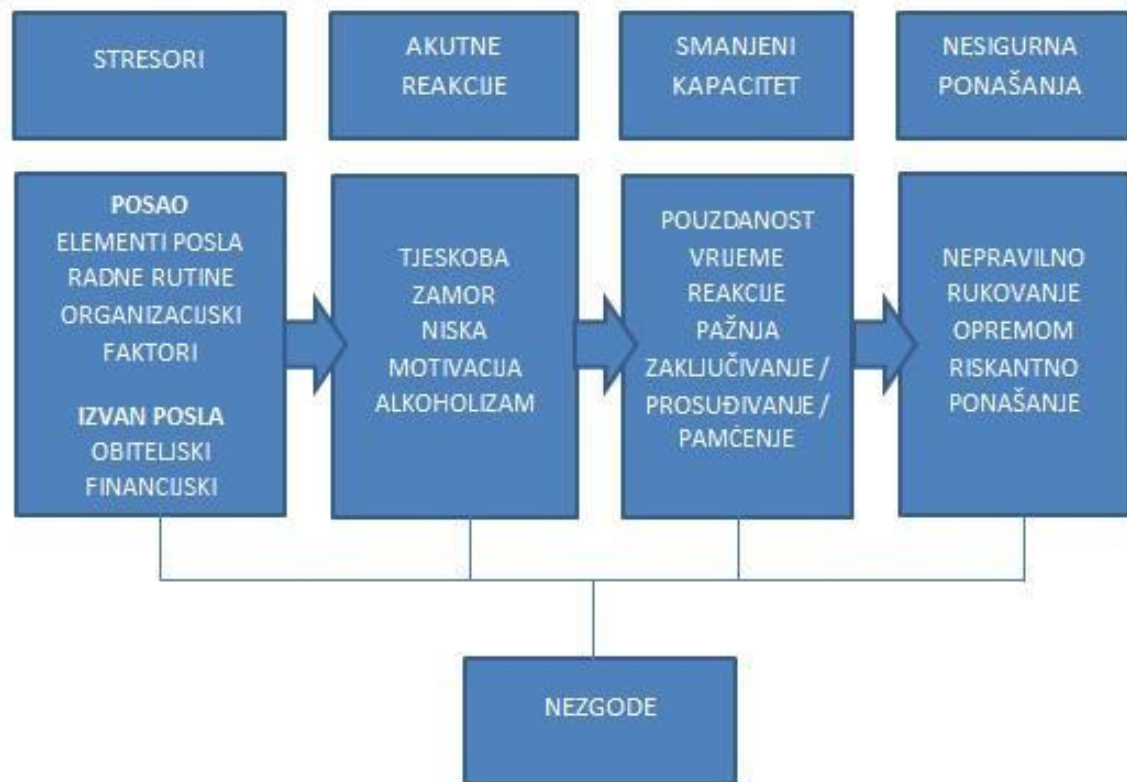 STRESORI
AKUTNE
REAKCIJE
SMANJENI
KAPACITET
NESIGURNA
PONAŠANJA
POSAO
ELEMENTI POSLA
RADNE RUTINE
ORGANIZACIJSKI
FAKTORI
IZVAN POSLA
OBITELJSKI
FINANCIJSKI
TJESKOBA
ZAMOR
NISKA
MOTIVACIJA
ALKOHOLIZAM
POUZDANOST
VRIJEME
REAKCIJE
PAŽNJA
ZAKLJUČIVANJE /
PROSUĐIVANJE /
PAMĆENJE
NEPRAVILNO
RUKOVANJE
OPREMOM
RISKANTNO
PONAŠANJE
NEZGODE